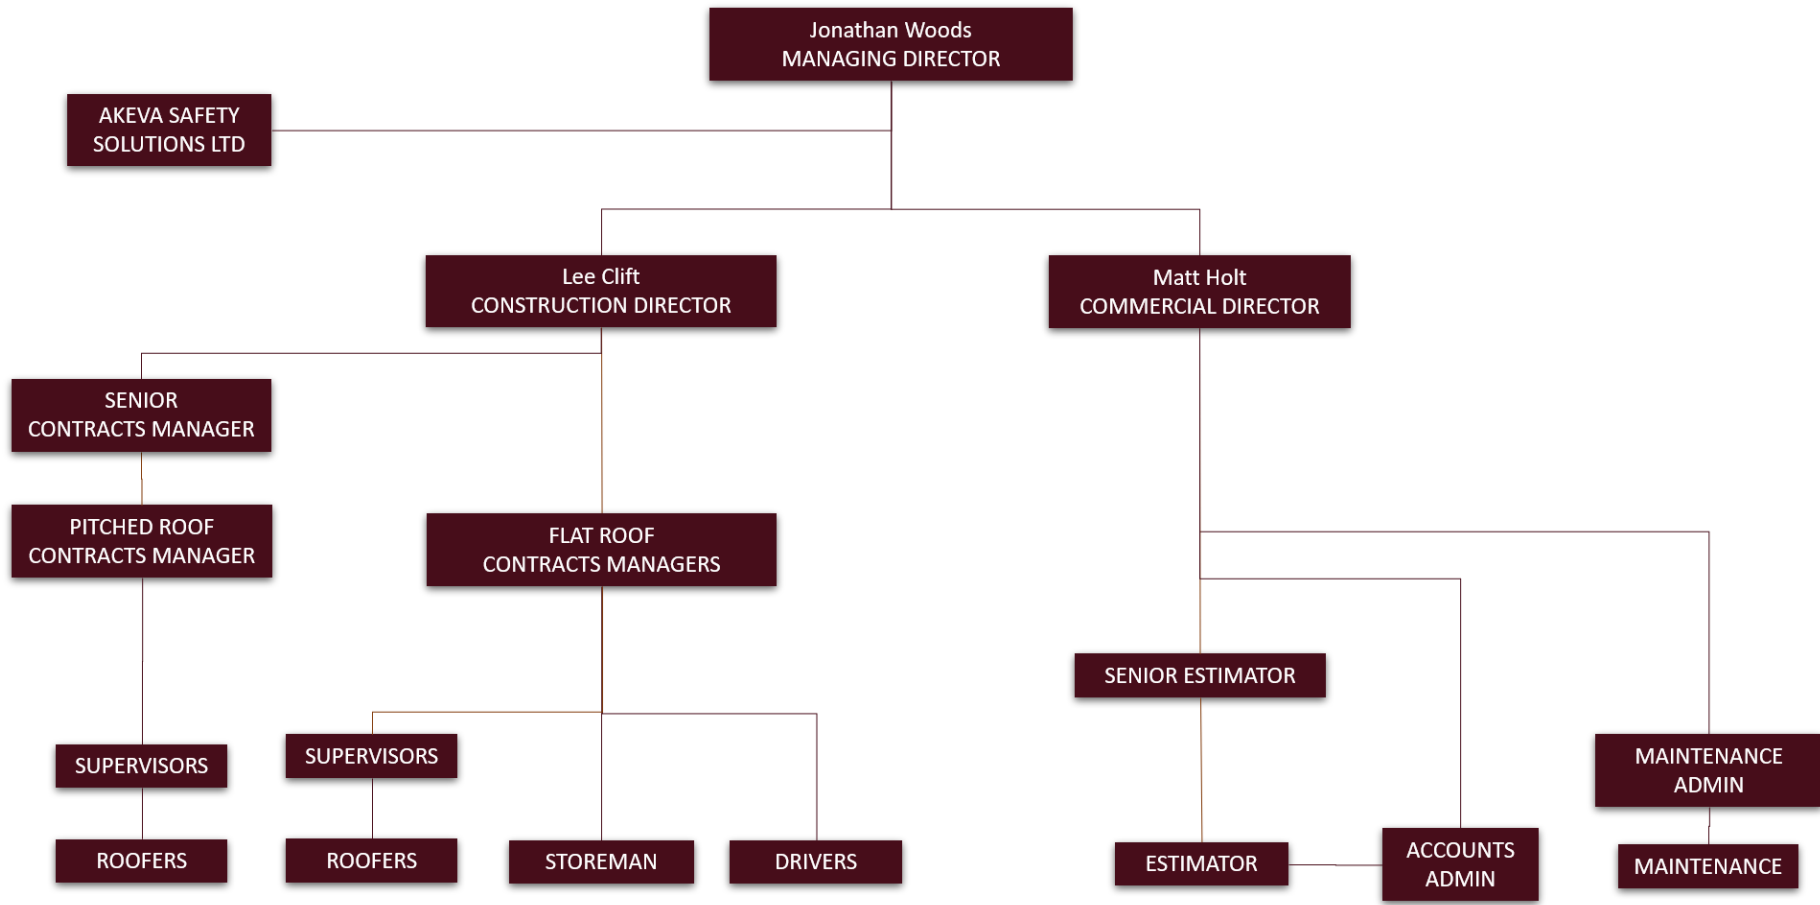 Jonathan Woods
MANAGING DIRECTOR
AKEVA SAFETY
SOLUTIONS LTD
Lee Clift
CONSTRUCTION DIRECTOR
Matt Holt
COMMERCIAL DIRECTOR
SENIOR
CONTRACTS MANAGER
PITCHED ROOF
CONTRACTS MANAGER
FLAT ROOF
CONTRACTS MANAGERS
SENIOR ESTIMATOR
SUPERVISORS
SUPERVISORS
MAINTENANCE
ADMIN
ROOFERS
ROOFERS
STOREMAN
DRIVERS
ESTIMATOR
ACCOUNTS
ADMIN
MAINTENANCE